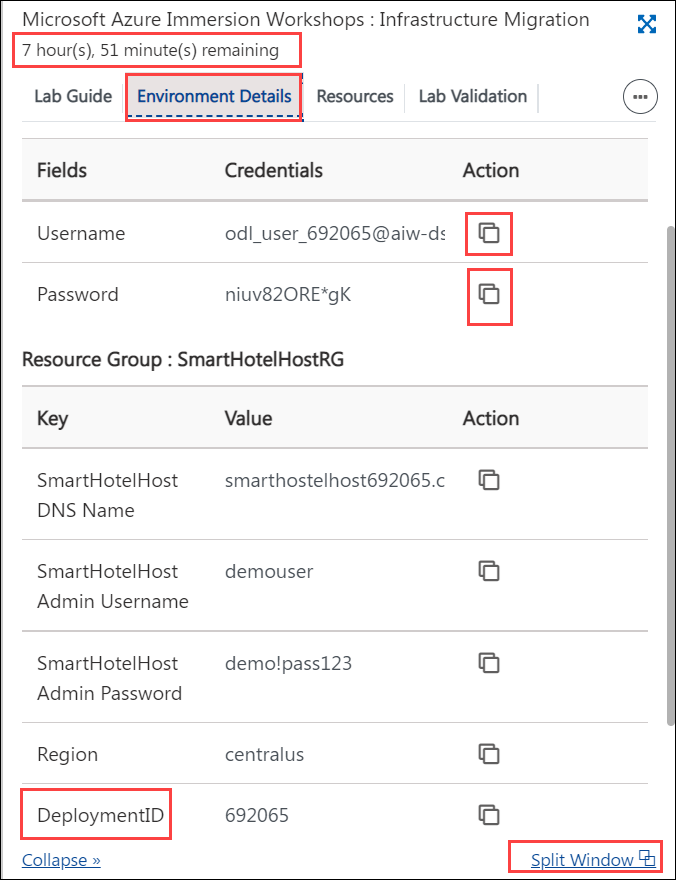 Microsoft Azure Immersion Workshops : Infrastructure Migration
7 hour(s), 51 minute(s) remaining
Lab Guide Environment Details Resources Lab Validation
Fields Credentials Action
Username odl_user_692065@aiw-ds
Password niuv82ORE*gK
Resource Group : SmartHotelHostRG
Key Value Action
SmartHotelHost smarthostelhost692065.c
DNS Name
SmartHotelHost demouser
Admin Username
SmartHotelHost demo!pass123
Admin Password
Region centralus
DeploymentID 692065
Collapse » Split Window